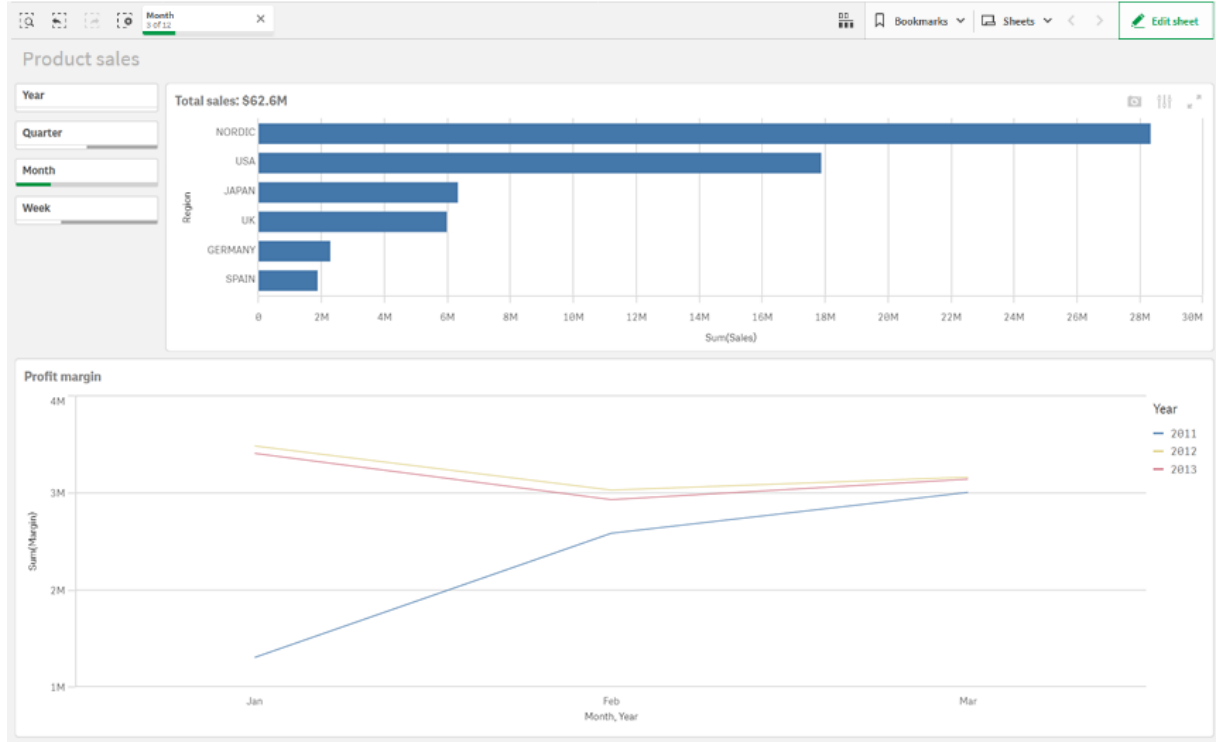 Month
3 of 12
Bookmarks
Sheets
Edit sheet
Product sales
Year
Quarter
Month
Week
Total sales: $62.6M
Region
NORDIC
USA
JAPAN
UK
GERMANY
SPAIN
0 2M 4M 6M 8M 10M 12M 14M 16M 18M 20M 22M 24M 26M 28M 30M
Sum(Sales)
Profit margin
Sum(Margin)
4M
3M
2M
1M
Jan Feb Mar
Month, Year
Year
2011
2012
2013